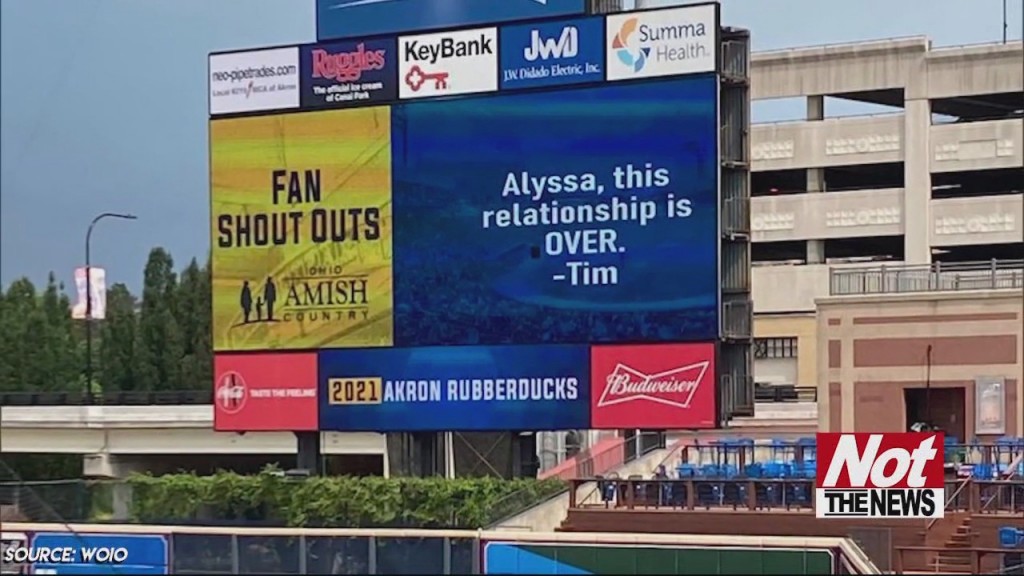 neo-pipetrades.com
Ruggles
The official ice cream
of Canal Park
KeyBank
JWD
J.W. Didado Electric, Inc.
Summa
Health
FAN
SHOUT OUTS
OHIO
AMISH
COUNTRY
Alyssa, this
relationship is
OVER.
-Tim
TASTE THE FEELING
2021 AKRON RUBBERDUCKS
Budweiser
Not
THE NEWS
SOURCE: WOIO